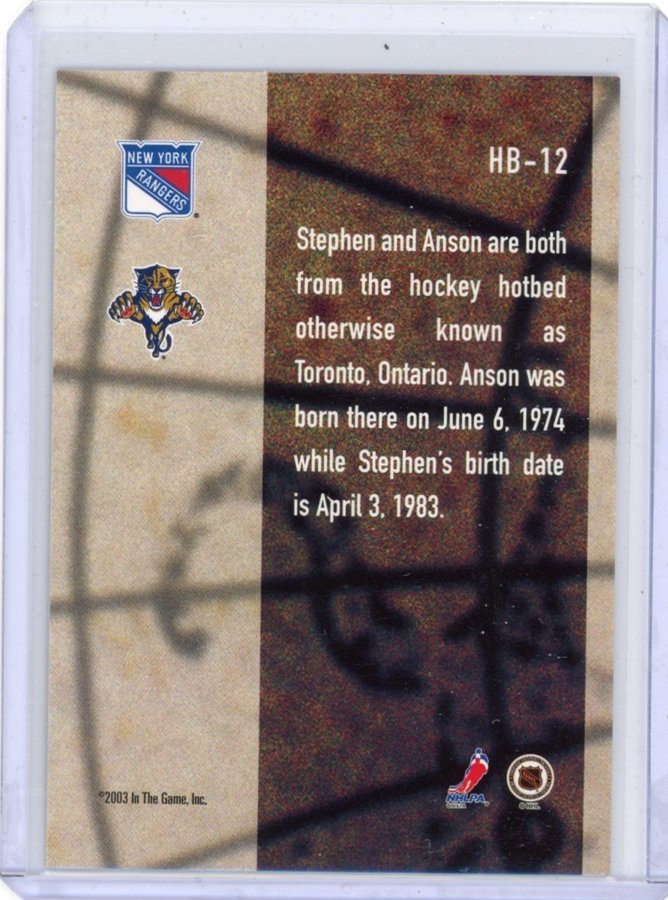 NEW YORK
RANGERS
HB-12
Stephen and Anson are both
from the hockey hotbed
otherwise known as
Toronto, Ontario. Anson was
born there on June 6, 1974
while Stephen's birth date
is April 3, 1983.
©2003 In The Game, Inc.
NHLPA
© NHL